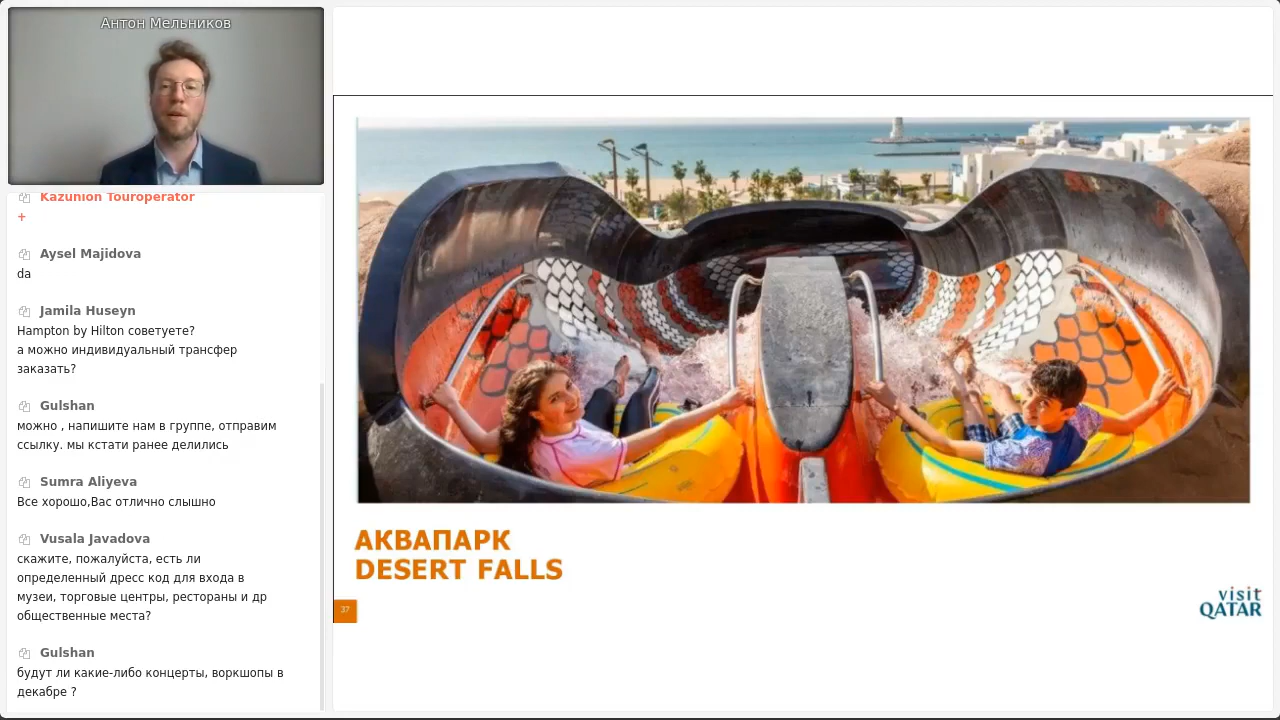 Антон Мельников
Kazunion Touroperator
+
Aysel Majidova
da
Jamila Huseyn
Hampton by Hilton советуете?
а можно индивидуальный трансфер
заказать?
Gulshan
можно , напишите нам в группе, отправим
ссылку. мы кстати ранее делились
Sumra Aliyeva
Все хорошо,Вас отлично слышно
Vusala Javadova
скажите, пожалуйста, есть ли
определенный дресс код для входа в
музеи, торговые центры, рестораны и др
общественные места?
Gulshan
будут ли какие-либо концерты, воркшопы в
декабре ?
АКВАПАРК
DESERT FALLS
37
visit
QATAR